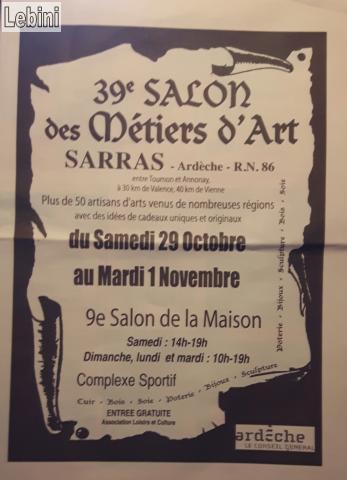 Lebini
39e SALON
des Métiers d'Art
SARRAS - Ardèche - R.N. 86
entre Tournon et Annonay,
à 30 km de Valence, 40 km de Vienne
Plus de 50 artisans d'arts venus de nombreuses régions
avec des idées de cadeaux uniques et originaux
du Samedi 29 Octobre
au Mardi 1 Novembre
9e Salon de la Maison
Samedi : 14h-19h
Dimanche, lundi et mardi : 10h-19h
Complexe Sportif
Cuir - Bois - Soie - Poterie - Bijoux - Sculpture
Poterie - Bijoux - Sculpture - Bois - Soie
ENTREE GRATUITE
Association Loisirs et Culture
ardèche
LE CONSEIL GENERAL